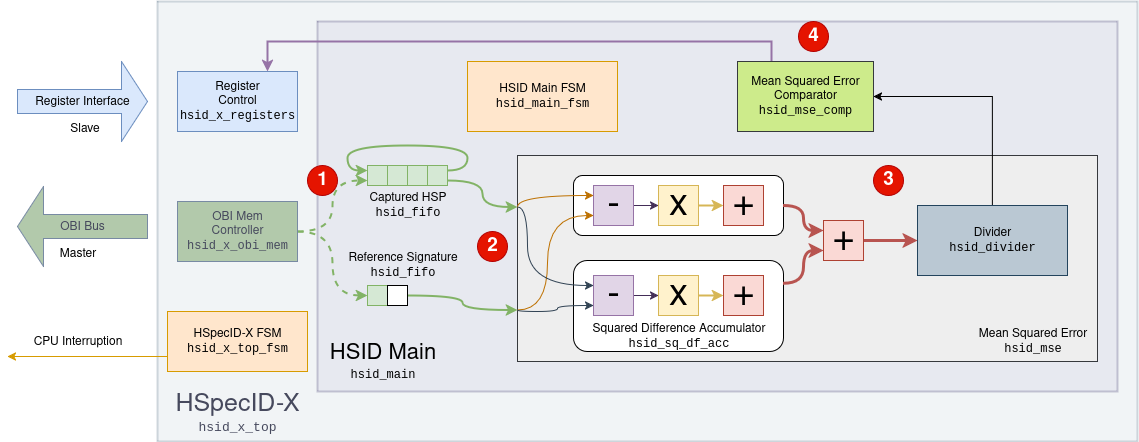 4
Register Interface
Slave
Register
Control
hsid_x_registers
HSID Main FSM
hsid_main_fsm
Mean Squared Error
Comparator
hsid_mse_comp
1
Captured HSP
hsid_fifo
3
- X +
OBI Bus
Master
OBI Mem
Controller
hsid_x_obi_mem
2
+
Divider
hsid_divider
Reference Signature
hsid_fifo
- X +
Squared Difference Accumulator
hsid_sq_df_acc
Mean Squared Error
hsid_mse
CPU Interruption
HSpecID-X FSM
hsid_x_top_fsm
HSID Main
hsid_main
HSpecID-X
hsid_x_top